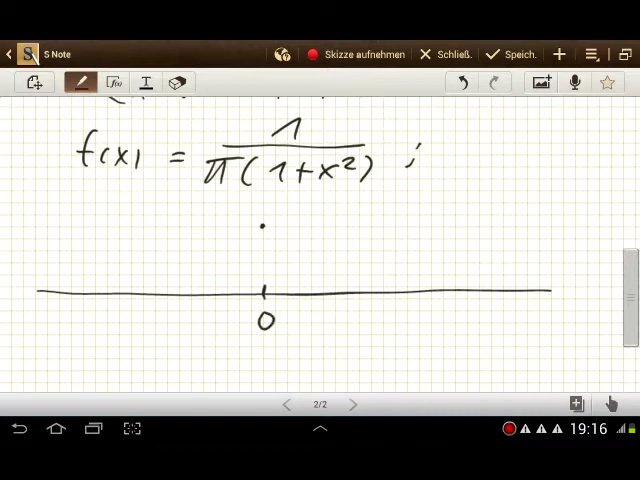 S Note
Skizze aufnehmen
Schließ.
Speich.
f(x) = 1 / π(1+x²) ;
0
2/2
19:16